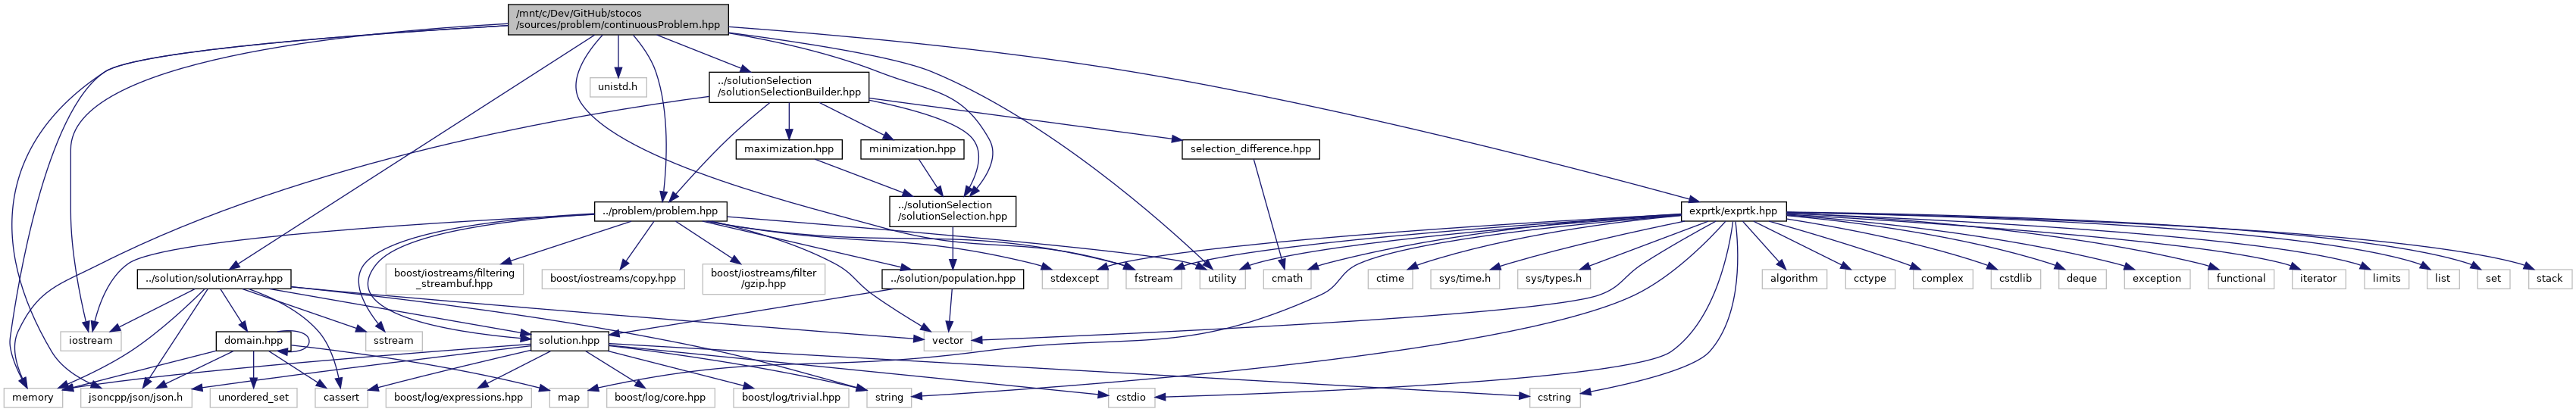 /mnt/c/Dev/GitHub/stocos
/sources/problem/continuousProblem.hpp
unistd.h
../solutionSelection
/solutionSelectionBuilder.hpp
maximization.hpp
minimization.hpp
selection_difference.hpp
../problem/problem.hpp
../solutionSelection
/solutionSelection.hpp
exprtk/exprtk.hpp
../solution/solutionArray.hpp
boost/iostreams/filtering
_streambuf.hpp
boost/iostreams/copy.hpp
boost/iostreams/filter
/gzip.hpp
../solution/population.hpp
stdexcept
fstream
utility
cmath
ctime
sys/time.h
sys/types.h
algorithm
cctype
complex
cstdlib
deque
exception
functional
iterator
limits
list
set
stack
iostream
domain.hpp
sstream
solution.hpp
vector
memory
jsoncpp/json/json.h
unordered_set
cassert
boost/log/expressions.hpp
map
boost/log/core.hpp
boost/log/trivial.hpp
string
cstdio
cstring